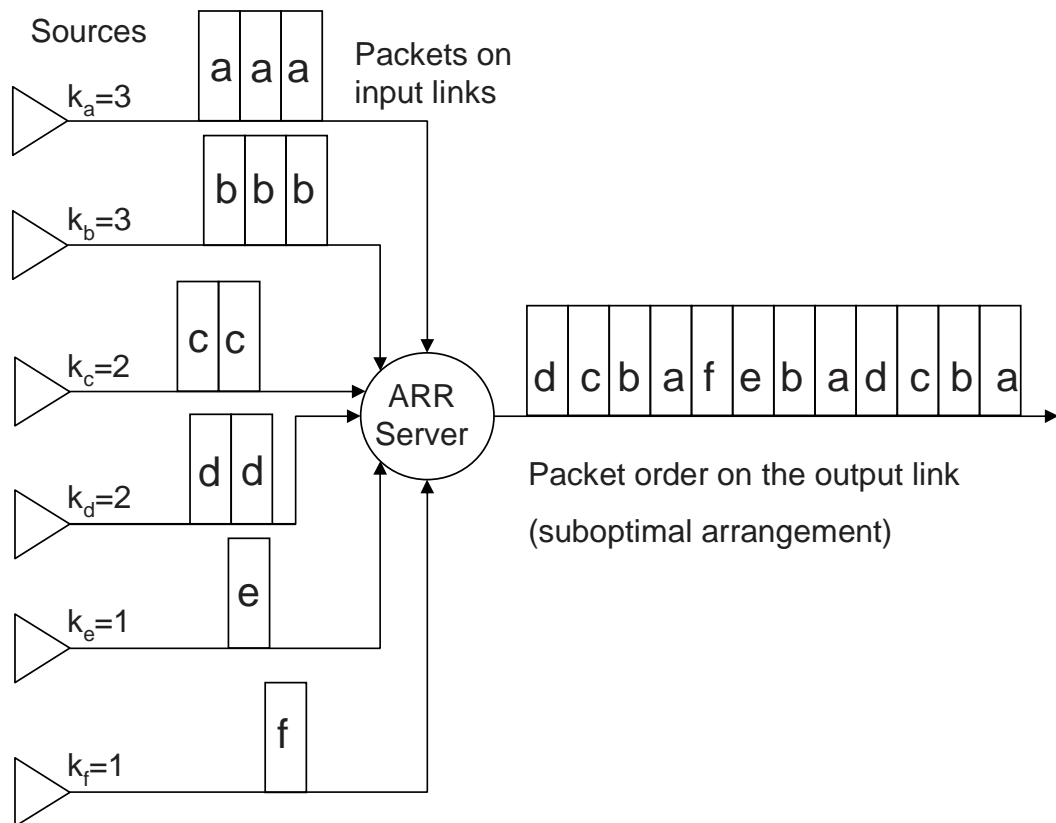 Sources
a a a
Packets on
input links
k_a=3
b b b
k_b=3
c c
k_c=2
d c b a f e b a d c b a
ARR
Server
d d
k_d=2
Packet order on the output link
(suboptimal arrangement)
e
k_e=1
f
k_f=1